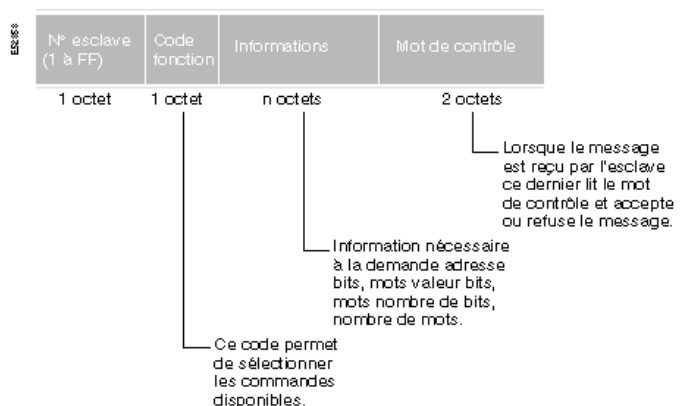 N° esclave
(1 à FF)
Code
fonction
Informations
Mot de contrôle
1 octet
1 octet
n octets
2 octets
Lorsque le message
est reçu par l'esclave
ce dernier lit le mot
de contrôle et accepte
ou refuse le message.
Information nécessaire
à la demande adresse
bits, mots valeur bits,
mots nombre de bits,
nombre de mots.
Ce code permet
de sélectionner
les commandes
disponibles.